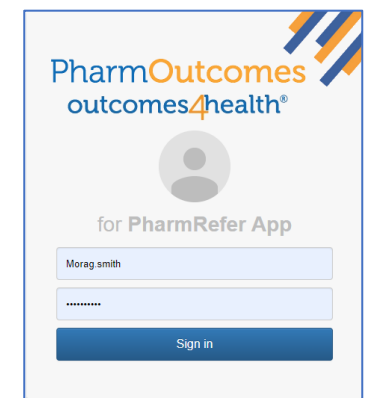 PharmOutcomes
outcomes4health®
for PharmRefer App
Morag.smith
••••••••••
Sign in